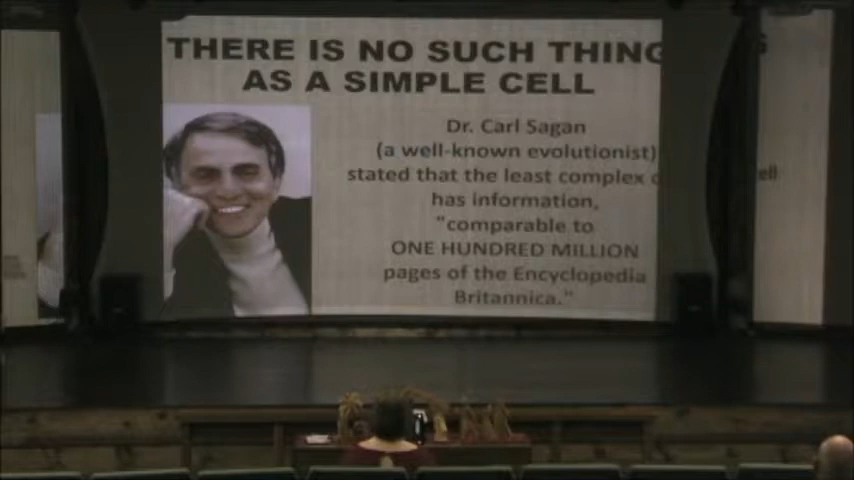 THERE IS NO SUCH THING
AS A SIMPLE CELL
Dr. Carl Sagan
(a well-known evolutionist)
stated that the least complex c
has information,
"comparable to
ONE HUNDRED MILLION
pages of the Encyclopedia
Britannica."
G
ell